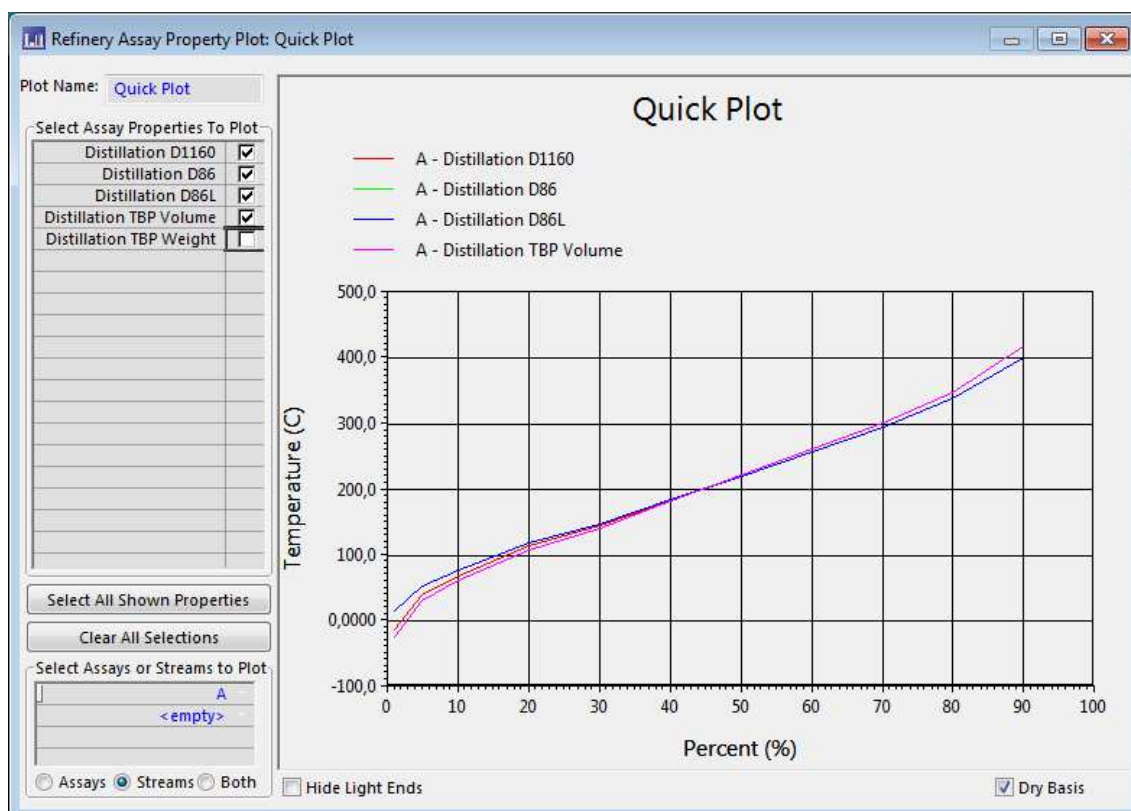 Refinery Assay Property Plot: Quick Plot
Plot Name: Quick Plot
Select Assay Properties To Plot
Distillation D1160
Distillation D86
Distillation D86L
Distillation TBP Volume
Distillation TBP Weight
Select All Shown Properties
Clear All Selections
Select Assays or Streams to Plot
A
<empty>
Assays Streams Both
Quick Plot
A - Distillation D1160
A - Distillation D86
A - Distillation D86L
A - Distillation TBP Volume
Temperature (C)
500,0
400,0
300,0
200,0
100,0
0,0000
-100,0
0 10 20 30 40 50 60 70 80 90 100
Percent (%)
Hide Light Ends Dry Basis